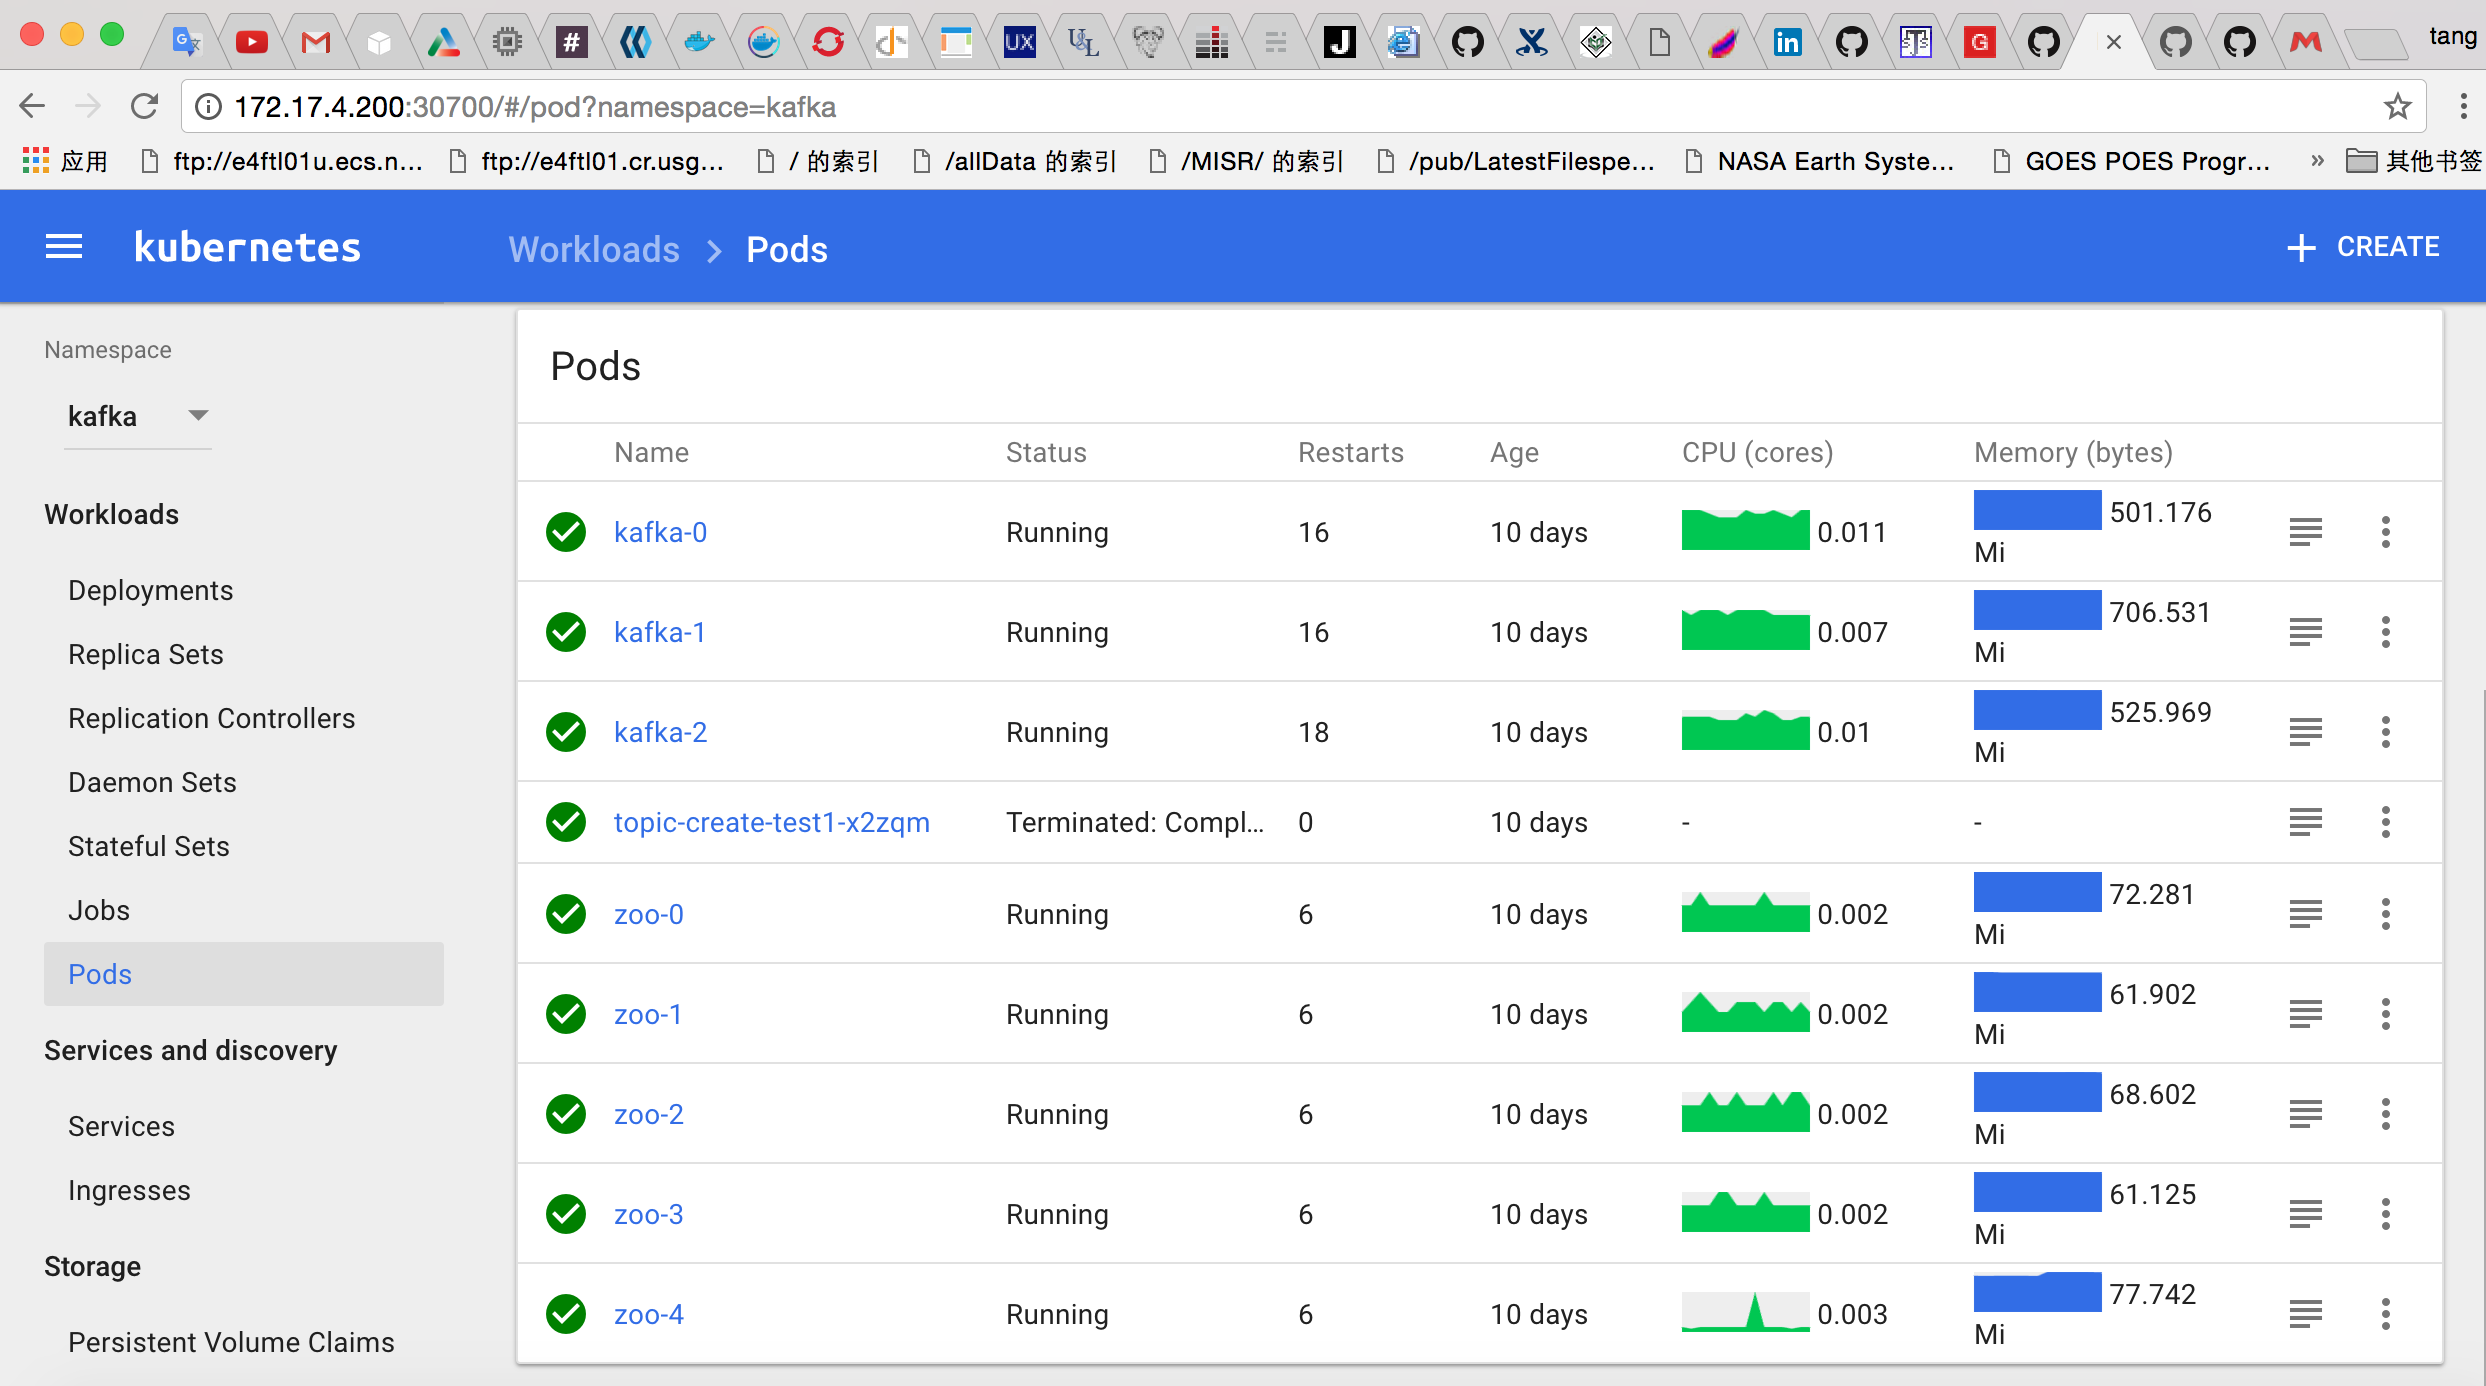 tang
172.17.4.200:30700/#/pod?namespace=kafka
应用 ftp://e4ftl01u.ecs.n... ftp://e4ftl01.cr.usg... / 的索引 /allData 的索引 /MISR/ 的索引 /pub/LatestFilespe... NASA Earth Syste... GOES POES Progr... » 其他书签
kubernetes Workloads > Pods + CREATE
Namespace
kafka
Workloads
Deployments
Replica Sets
Replication Controllers
Daemon Sets
Stateful Sets
Jobs
Pods
Services and discovery
Services
Ingresses
Storage
Persistent Volume Claims
Pods
Name Status Restarts Age CPU (cores) Memory (bytes)
kafka-0 Running 16 10 days 0.011 501.176
Mi
kafka-1 Running 16 10 days 0.007 706.531
Mi
kafka-2 Running 18 10 days 0.01 525.969
Mi
topic-create-test1-x2zqm Terminated: Compl... 0 10 days - -
zoo-0 Running 6 10 days 0.002 72.281
Mi
zoo-1 Running 6 10 days 0.002 61.902
Mi
zoo-2 Running 6 10 days 0.002 68.602
Mi
zoo-3 Running 6 10 days 0.002 61.125
Mi
zoo-4 Running 6 10 days 0.003 77.742
Mi